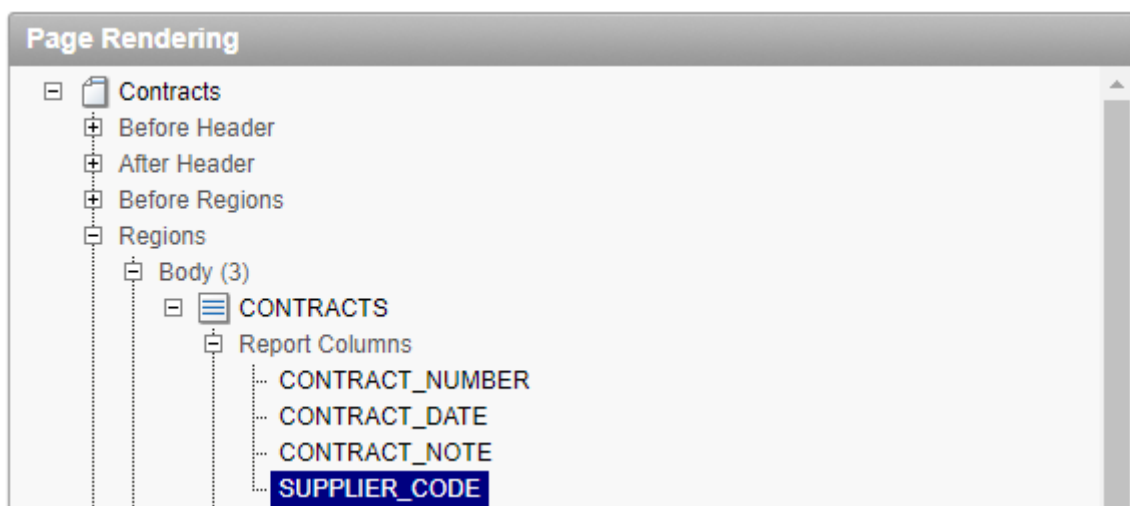 Page Rendering
Contracts
Before Header
After Header
Before Regions
Regions
Body (3)
CONTRACTS
Report Columns
CONTRACT_NUMBER
CONTRACT_DATE
CONTRACT_NOTE
SUPPLIER_CODE